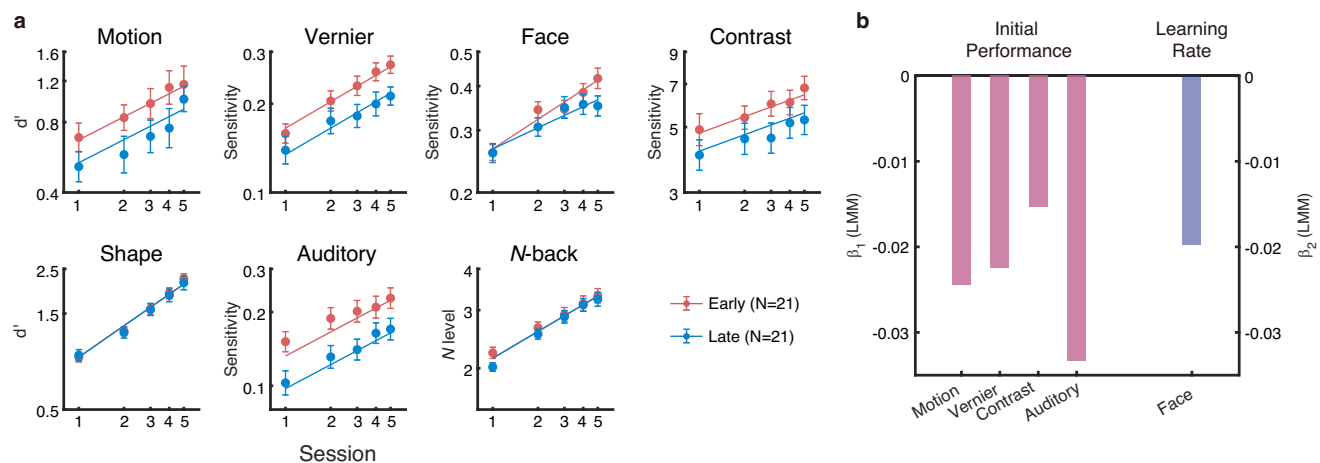 a
Motion
d'
1.6
1.2
0.8
0.4
1 2 3 4 5
Vernier
Sensitivity
0.3
0.2
0.1
1 2 3 4 5
Face
Sensitivity
0.5
0.4
0.3
0.2
1 2 3 4 5
Contrast
Sensitivity
9
7
5
3
1 2 3 4 5
Shape
d'
2.5
1.5
0.5
1 2 3 4 5
Auditory
Sensitivity
0.3
0.2
0.1
1 2 3 4 5
N-back
N level
4
3
2
1 2 3 4 5
Early (N=21)
Late (N=21)
Session
b
Initial
Performance
Learning
Rate
β1 (LMM)
0
-0.01
-0.02
-0.03
0
-0.01
-0.02
-0.03
β2 (LMM)
Motion
Vernier
Contrast
Auditory
Face